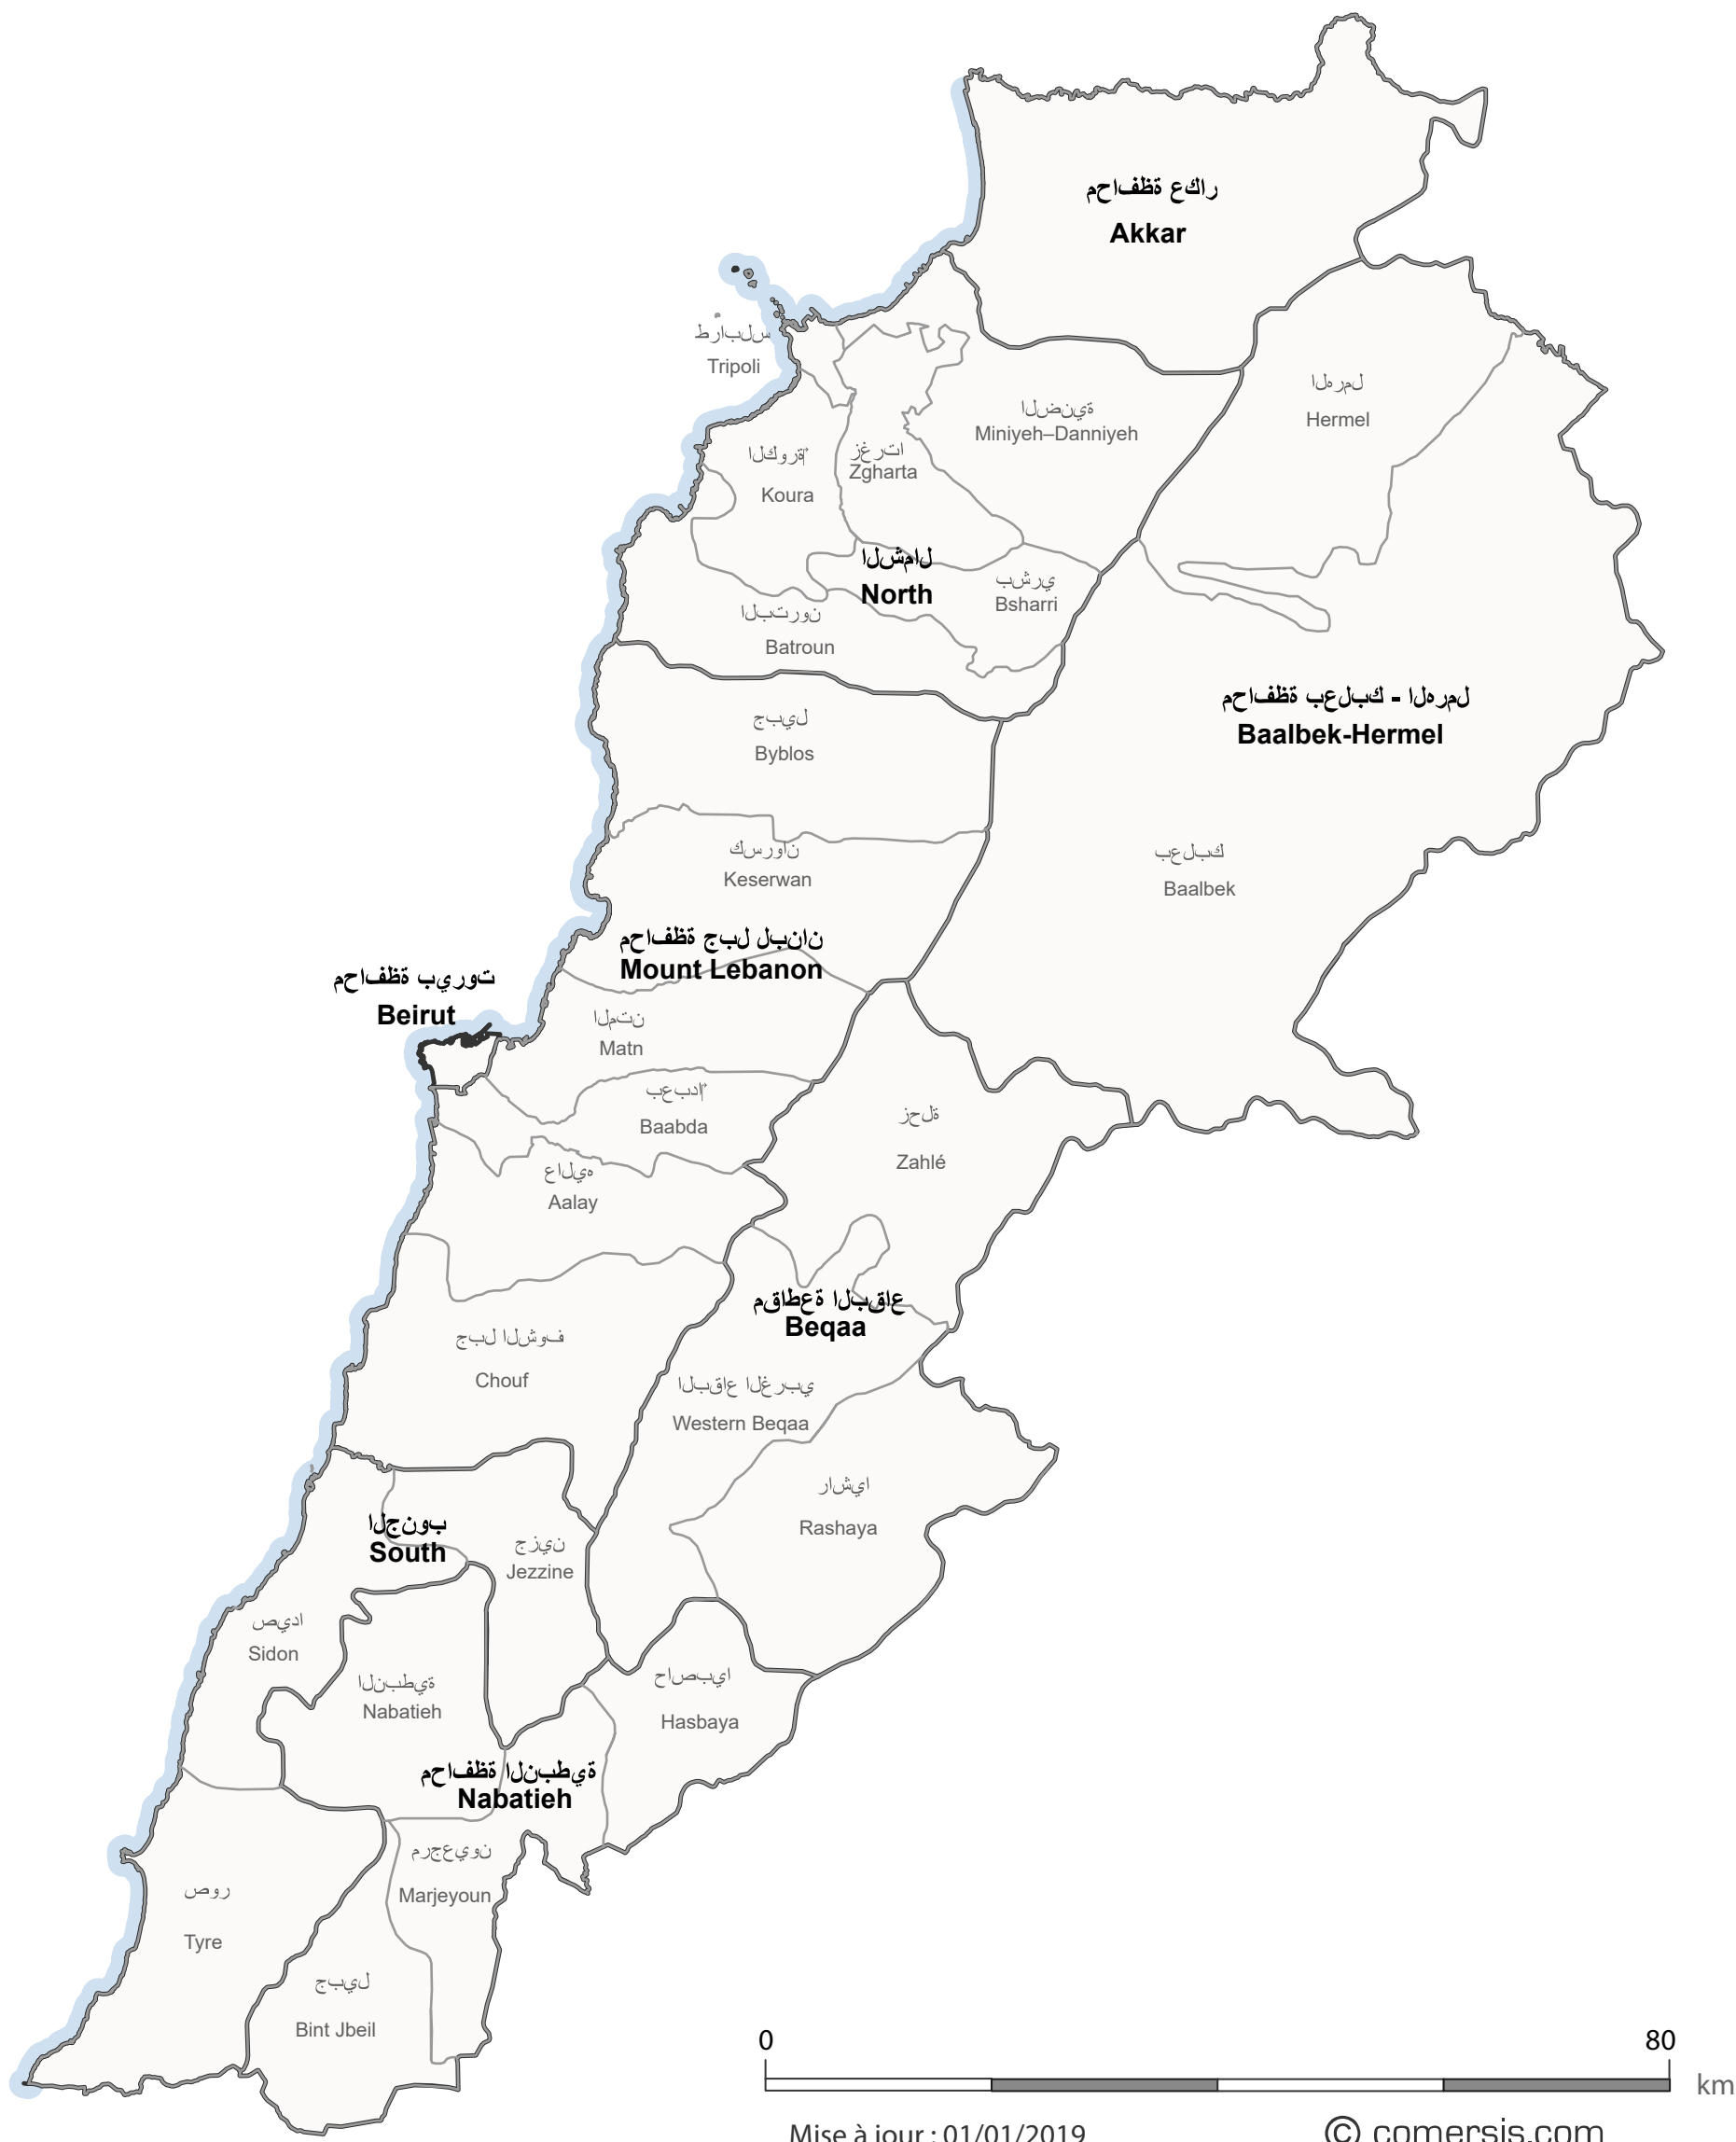 محافظة عكار
Akkar
طرابلس
Tripoli
الهرمل
Hermel
الضنية
Miniyeh–Danniyeh
الكورة
Koura
زغرتا
Zgharta
الشمال
North
بشري
Bsharri
البترون
Batroun
محافظة بعلبك - الهرمل
Baalbek-Hermel
جبيل
Byblos
كسروان
Keserwan
بعلبك
Baalbek
محافظة جبل لبنان
Mount Lebanon
محافظة بيروت
Beirut
المتن
Matn
بعبدا
Baabda
زحلة
Zahlé
عاليه
Aalay
مقاطعة البقاع
Beqaa
جبل الشوف
Chouf
البقاع الغربي
Western Beqaa
راشيا
Rashaya
الجنوب
South
جزين
Jezzine
صيدا
Sidon
النبطية
Nabatieh
حاصبيا
Hasbaya
محافظة النبطية
Nabatieh
مرجعيون
Marjeyoun
صور
Tyre
جبيل
Bint Jbeil
0 80
km
Mise à jour : 01/01/2019 © comersis.com